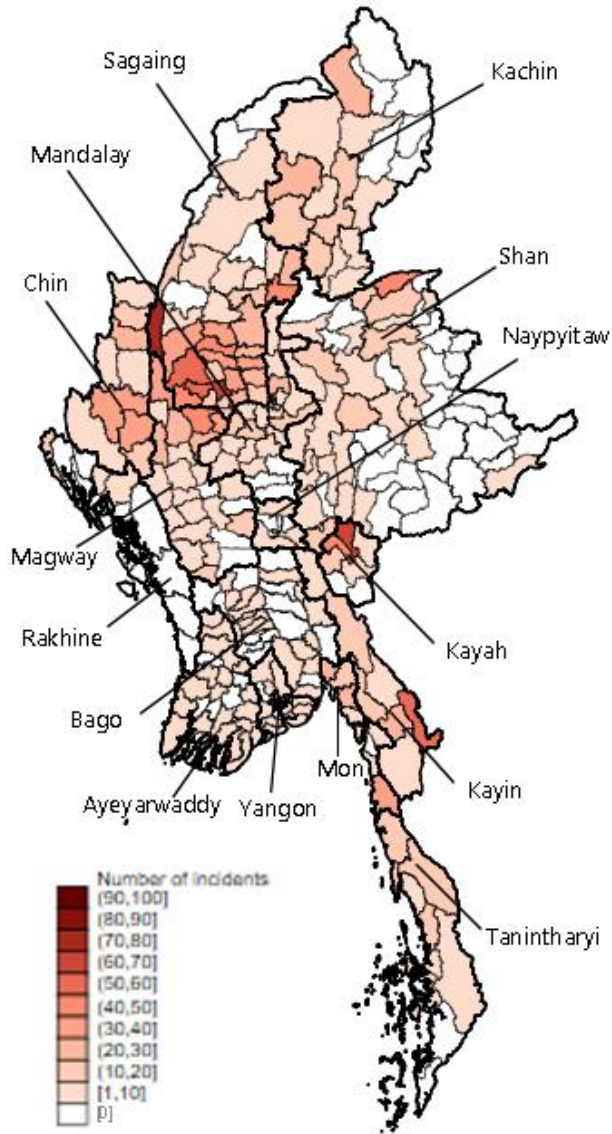 Sagaing
Kachin
Mandalay
Shan
Chin
Naypyitaw
Magway
Rakhine
Kayah
Bago
Mon
Kayin
Ayeyarwaddy
Yangon
Tanintharyi
Number of incidents
(90,100]
(80,90]
(70,80]
(60,70]
(50,60]
(40,50]
(30,40]
(20,30]
(10,20]
[1,10]
[0]